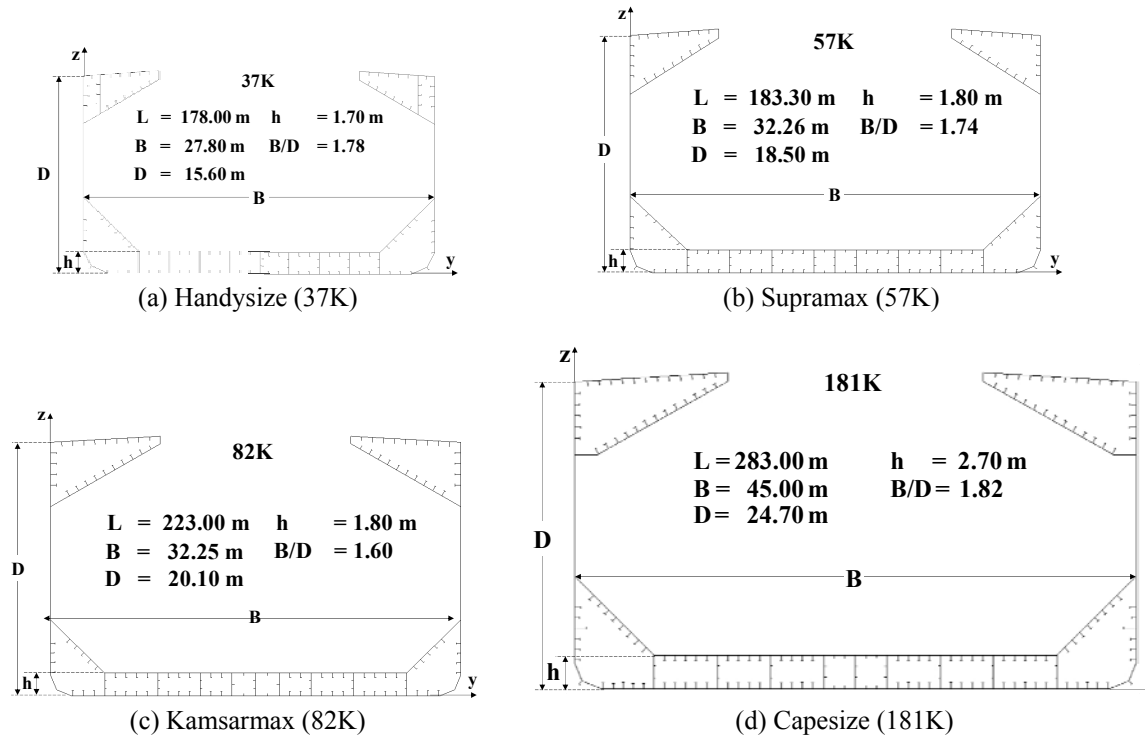 z
37K
L = 178.00 m h = 1.70 m
B = 27.80 m B/D = 1.78
D = 15.60 m
D
B
h
y
(a) Handysize (37K)
z
57K
L = 183.30 m h = 1.80 m
B = 32.26 m B/D = 1.74
D = 18.50 m
D
B
h
y
(b) Supramax (57K)
z
82K
L = 223.00 m h = 1.80 m
B = 32.25 m B/D = 1.60
D = 20.10 m
D
B
h
y
(c) Kamsarmax (82K)
z
181K
L = 283.00 m h = 2.70 m
B = 45.00 m B/D = 1.82
D = 24.70 m
D
B
h
(d) Capesize (181K)